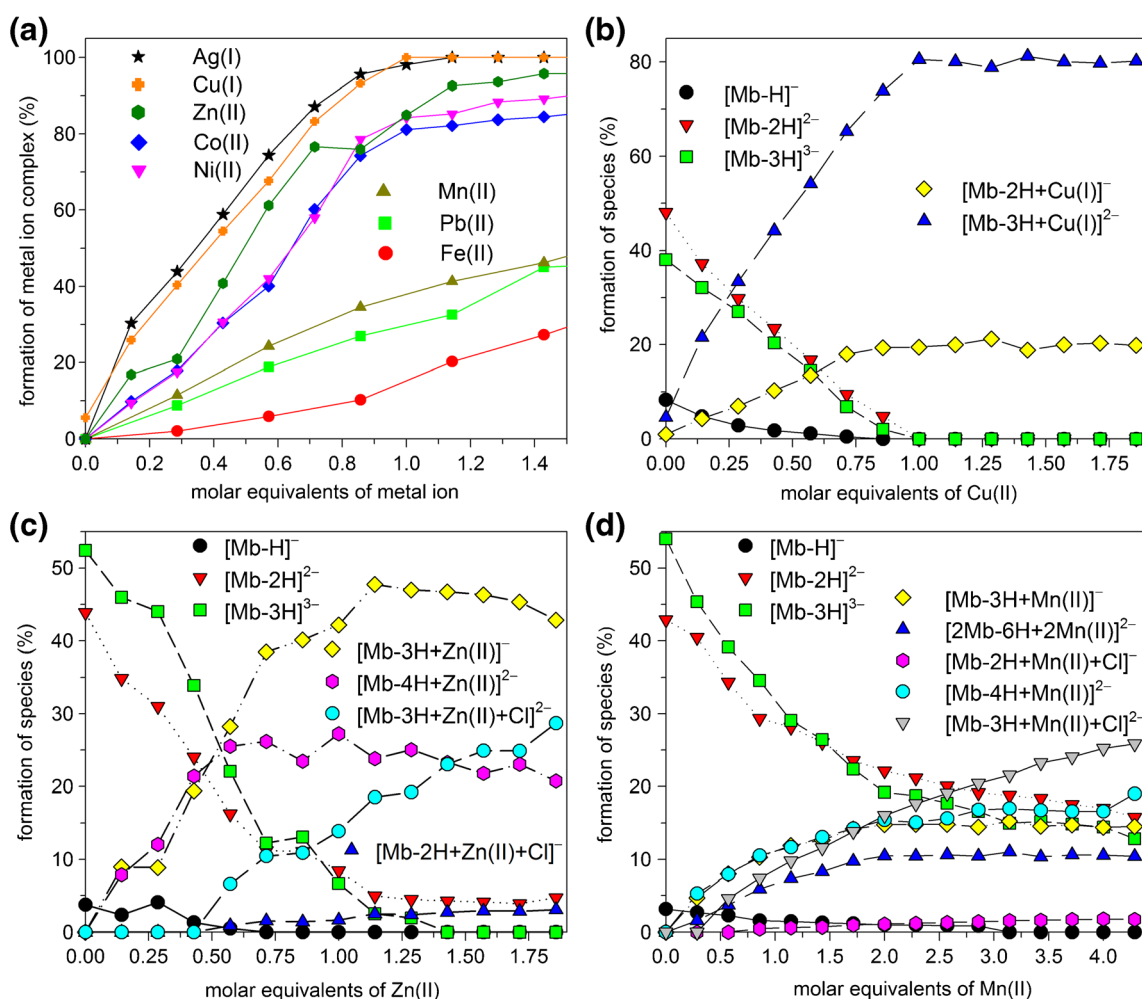 (a)
formation of metal ion complex (%)
100
80
60
40
20
0
Ag(I)
Cu(I)
Zn(II)
Co(II)
Ni(II)
Mn(II)
Pb(II)
Fe(II)
0.0 0.2 0.4 0.6 0.8 1.0 1.2 1.4
molar equivalents of metal ion
(b)
formation of species (%)
80
60
40
20
0
[Mb-H]⁻
[Mb-2H]²⁻
[Mb-3H]³⁻
[Mb-2H+Cu(I)]⁻
[Mb-3H+Cu(I)]²⁻
0.00 0.25 0.50 0.75 1.00 1.25 1.50 1.75
molar equivalents of Cu(II)
(c)
formation of species (%)
50
40
30
20
10
0
[Mb-H]⁻
[Mb-2H]²⁻
[Mb-3H]³⁻
[Mb-3H+Zn(II)]⁻
[Mb-4H+Zn(II)]²⁻
[Mb-3H+Zn(II)+Cl]²⁻
[Mb-2H+Zn(II)+Cl]⁻
0.00 0.25 0.50 0.75 1.00 1.25 1.50 1.75
molar equivalents of Zn(II)
(d)
formation of species (%)
50
40
30
20
10
0
[Mb-H]⁻
[Mb-2H]²⁻
[Mb-3H]³⁻
[Mb-3H+Mn(II)]⁻
[2Mb-6H+2Mn(II)]²⁻
[Mb-2H+Mn(II)+Cl]⁻
[Mb-4H+Mn(II)]²⁻
[Mb-3H+Mn(II)+Cl]²⁻
0.0 0.5 1.0 1.5 2.0 2.5 3.0 3.5 4.0
molar equivalents of Mn(II)